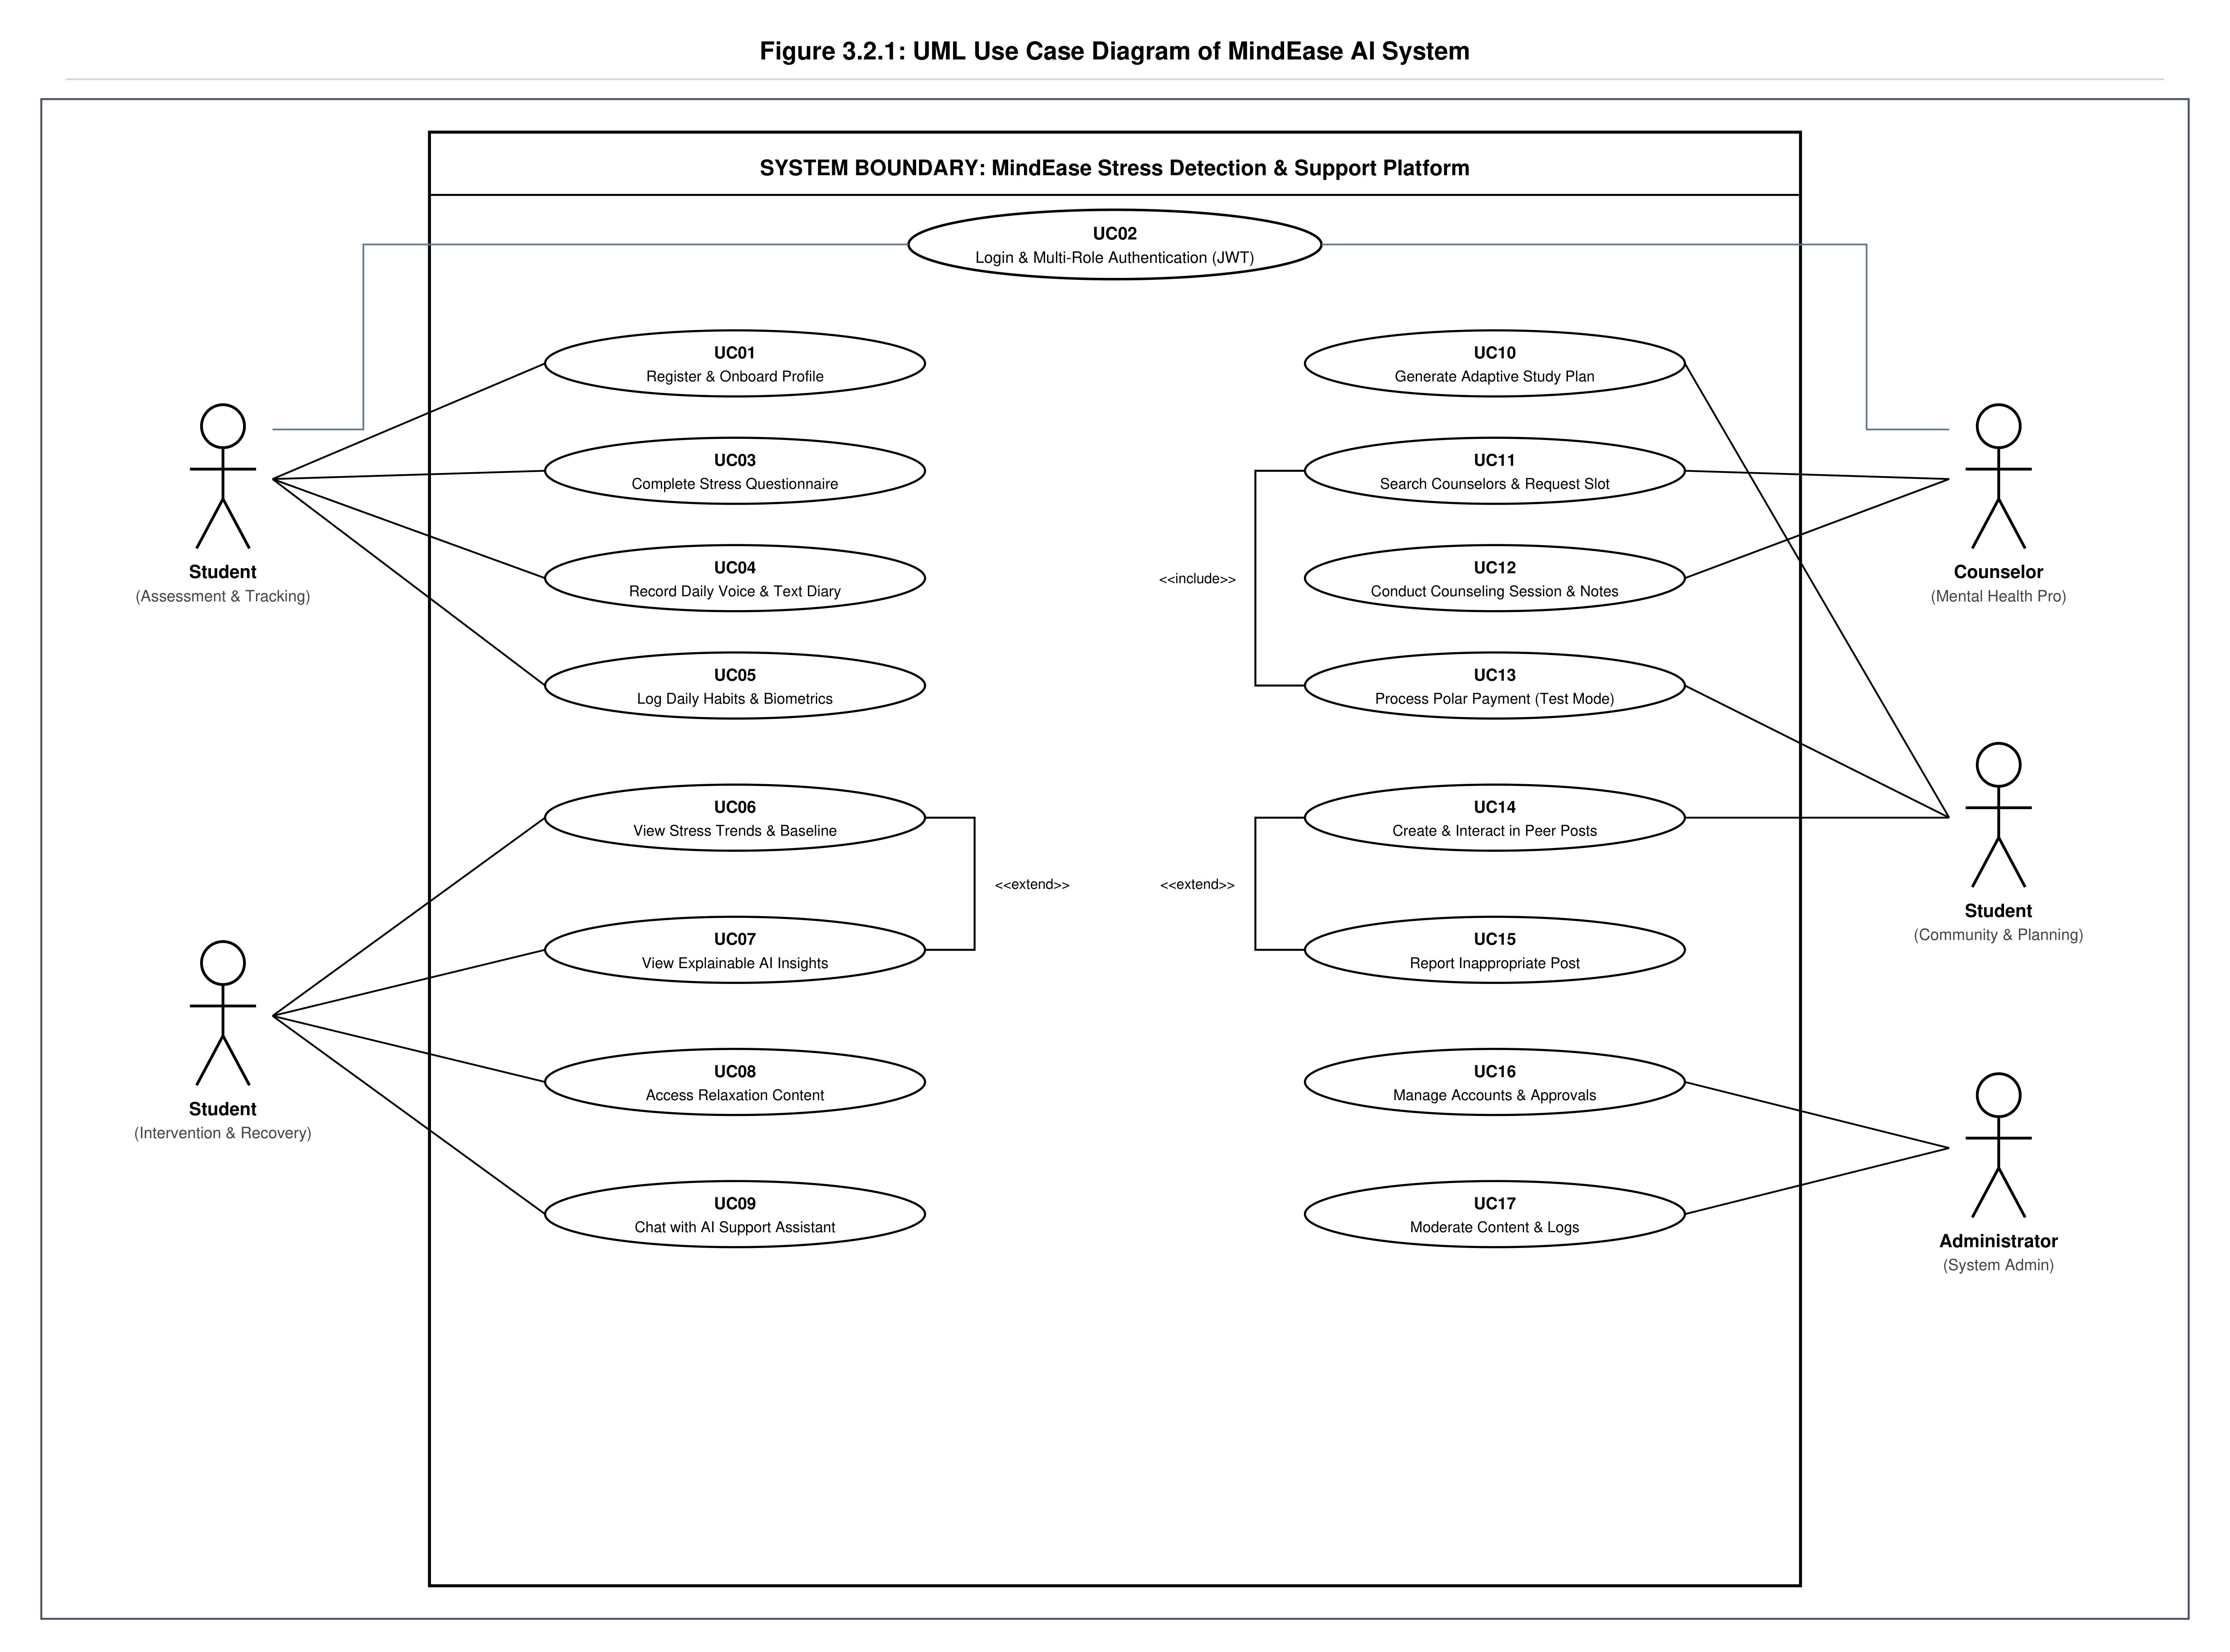 Figure 3.2.1: UML Use Case Diagram of MindEase AI System
SYSTEM BOUNDARY: MindEase Stress Detection & Support Platform
UC02
Login & Multi-Role Authentication (JWT)
UC01
Register & Onboard Profile
UC03
Complete Stress Questionnaire
UC04
Record Daily Voice & Text Diary
UC05
Log Daily Habits & Biometrics
Student
(Assessment & Tracking)
UC06
View Stress Trends & Baseline
<<extend>>
UC07
View Explainable AI Insights
UC08
Access Relaxation Content
UC09
Chat with AI Support Assistant
Student
(Intervention & Recovery)
UC10
Generate Adaptive Study Plan
UC11
Search Counselors & Request Slot
<<include>>
UC12
Conduct Counseling Session & Notes
UC13
Process Polar Payment (Test Mode)
Counselor
(Mental Health Pro)
UC14
Create & Interact in Peer Posts
<<extend>>
UC15
Report Inappropriate Post
Student
(Community & Planning)
UC16
Manage Accounts & Approvals
UC17
Moderate Content & Logs
Administrator
(System Admin)